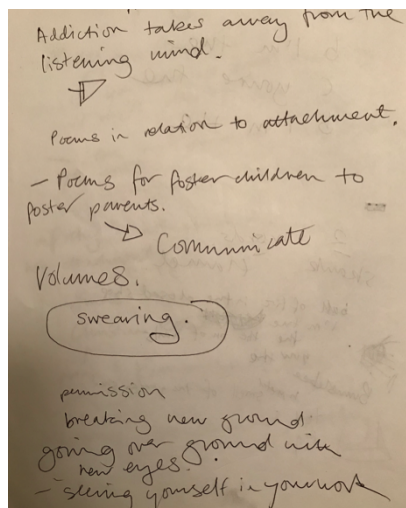 Addiction takes away from the
listening mind.
Poems in relation to attachment.
- Poems for foster children to
foster parents.
Communicate
Volumes.
swearing.
permission
breaking new ground.
going over ground with
new eyes.
- seeing yourself in your work